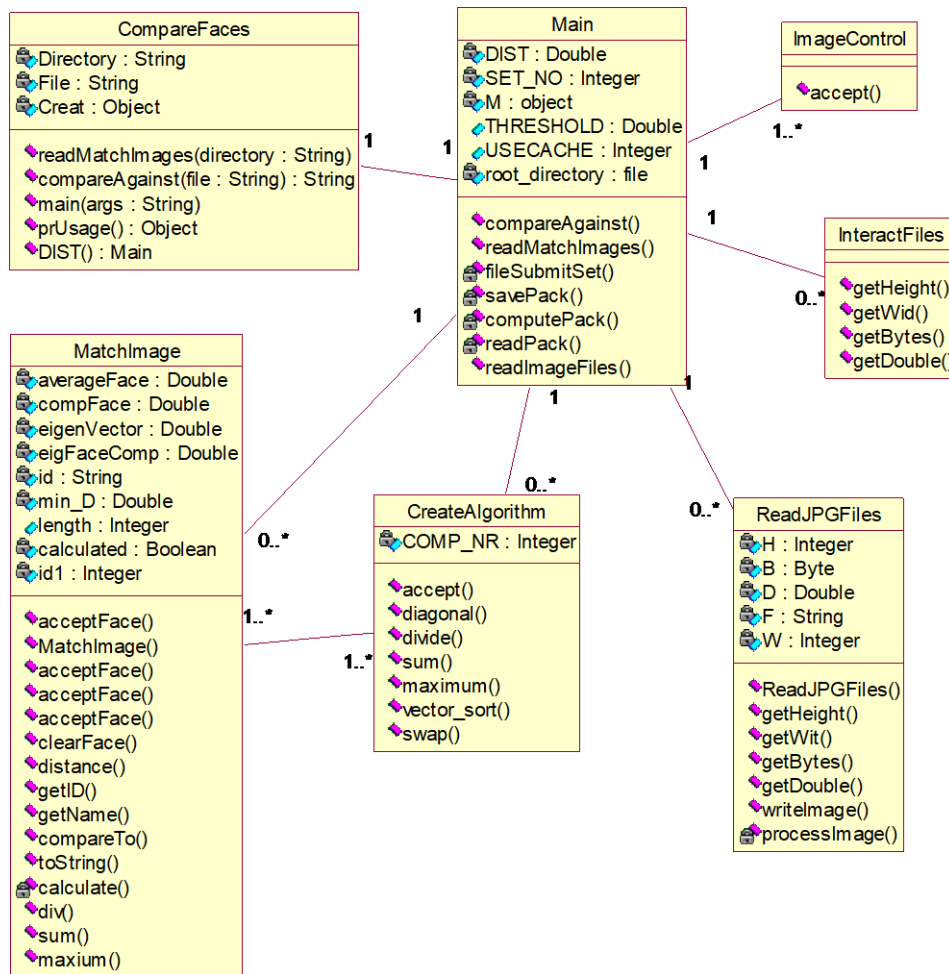 CompareFaces
Directory : String
File : String
Creat : Object
readMatchImages(directory : String)
compareAgainst(file : String) : String
main(args : String)
prUsage() : Object
DIST() : Main
1
1
Main
DIST : Double
SET_NO : Integer
M : object
THRESHOLD : Double
USECACHE : Integer
root_directory : file
compareAgainst()
readMatchImages()
fileSubmitSet()
savePack()
computePack()
readPack()
readImageFiles()
ImageControl
accept()
1..*
1
1
InteractFiles
getHeight()
getWid()
getBytes()
getDouble()
0..*
1
MatchImage
averageFace : Double
compFace : Double
eigenVector : Double
eigFaceComp : Double
id : String
min_D : Double
length : Integer
calculated : Boolean
id1 : Integer
acceptFace()
MatchImage()
acceptFace()
acceptFace()
acceptFace()
clearFace()
distance()
getID()
getName()
compareTo()
toString()
calculate()
div()
sum()
maxium()
0..*
1..*
1..*
1
0..*
CreateAlgorithm
COMP_NR : Integer
accept()
diagonal()
divide()
sum()
maximum()
vector_sort()
swap()
1
0..*
ReadJPGFiles
H : Integer
B : Byte
D : Double
F : String
W : Integer
ReadJPGFiles()
getHeight()
getWit()
getBytes()
getDouble()
writeImage()
processImage()